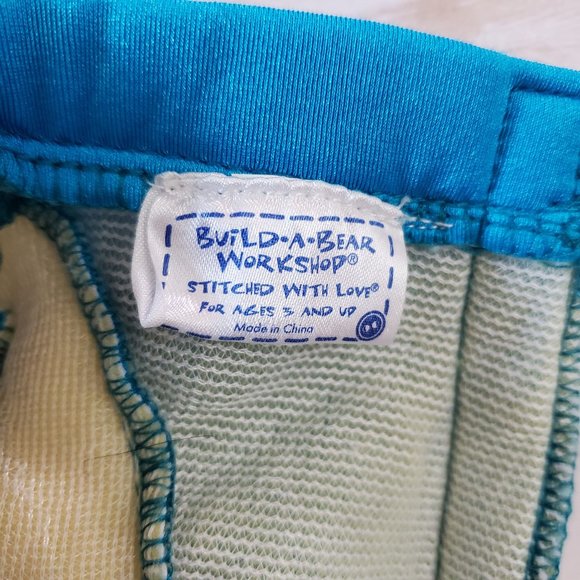 BUILD-A-BEAR
WORKSHOP®
STITCHED WITH LOVE®
FOR AGES 3 AND UP
Made in China